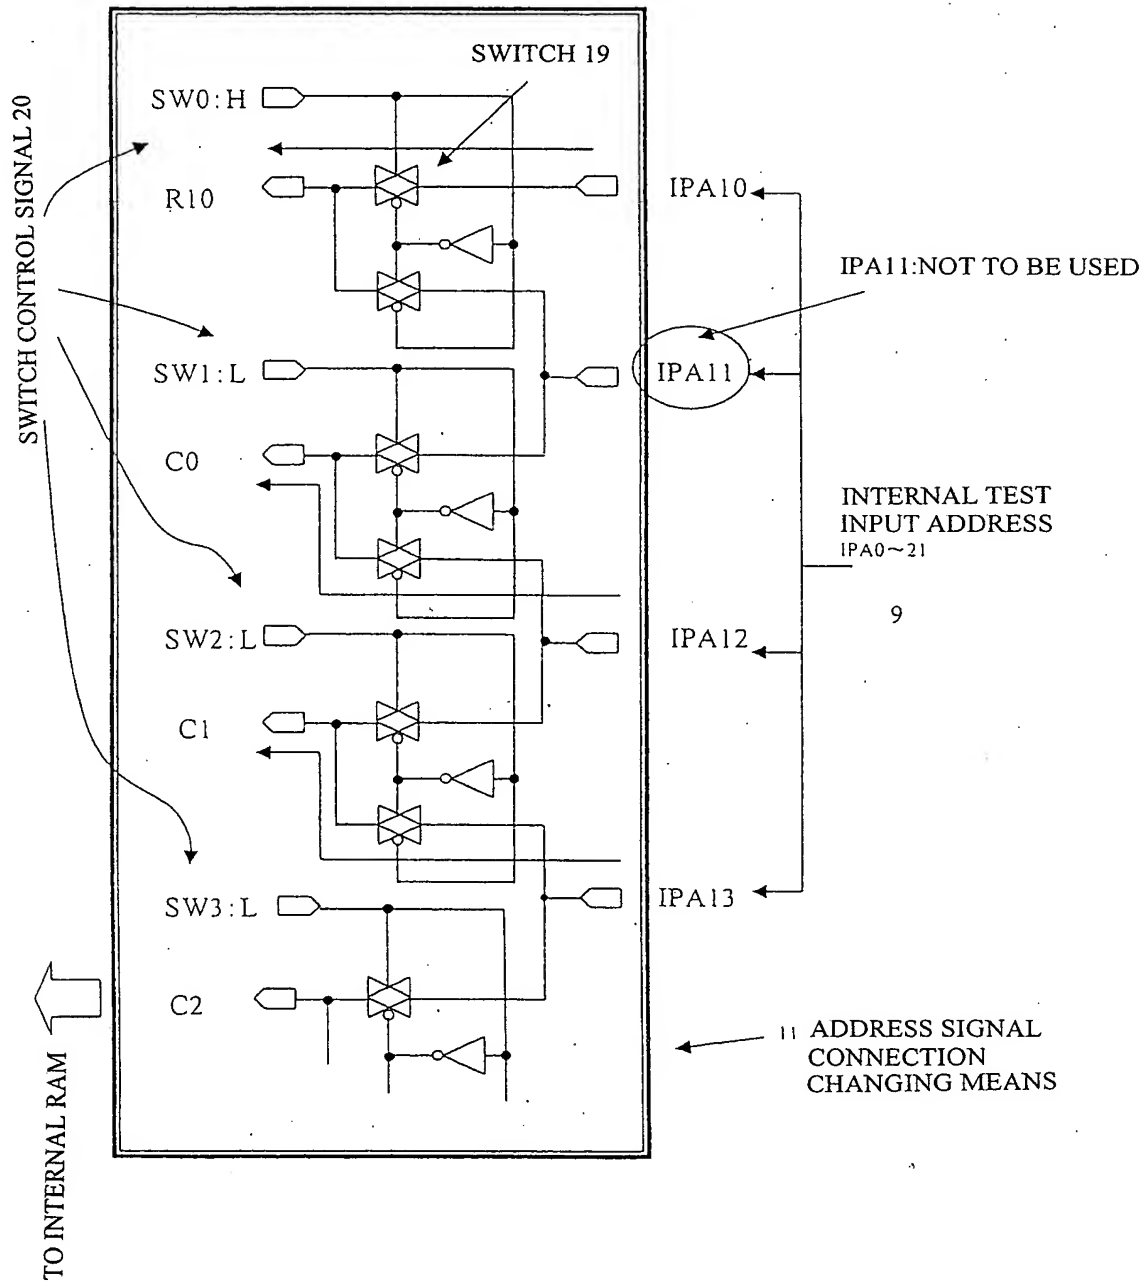 SWITCH 19
SW0:H
SWITCH CONTROL SIGNAL 20
R10
IPA10
IPA11:NOT TO BE USED
SW1:L
IPA11
C0
INTERNAL TEST
INPUT ADDRESS
IPA0~21
9
SW2:L
IPA12
C1
SW3:L
IPA13
C2
11 ADDRESS SIGNAL
CONNECTION
CHANGING MEANS
TO INTERNAL RAM